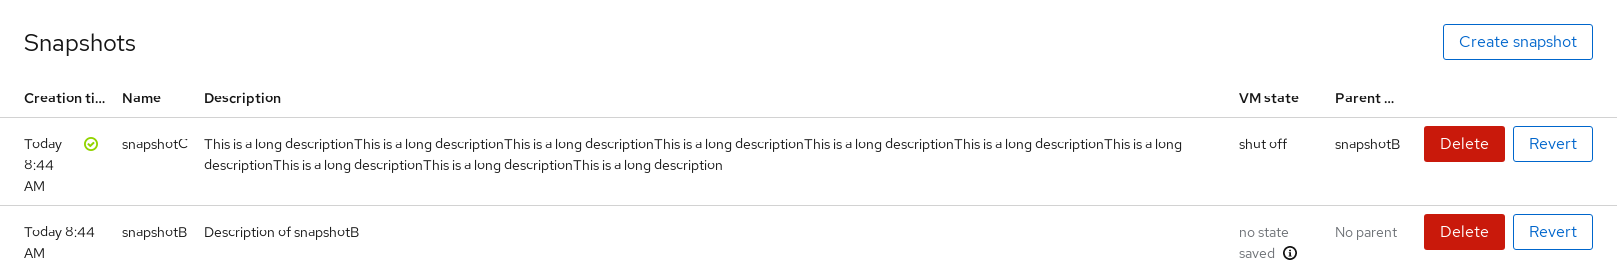 Snapshots
Create snapshot
Creation ti... Name Description VM state Parent ...
Today snapshotC This is a long descriptionThis is a long descriptionThis is a long descriptionThis is a long descriptionThis is a long descriptionThis is a long descriptionThis is a long shut off snapshotB Delete Revert
8:44 descriptionThis is a long descriptionThis is a long descriptionThis is a long description
AM
Today 8:44 snapshotB Description of snapshotB no state No parent Delete Revert
AM saved